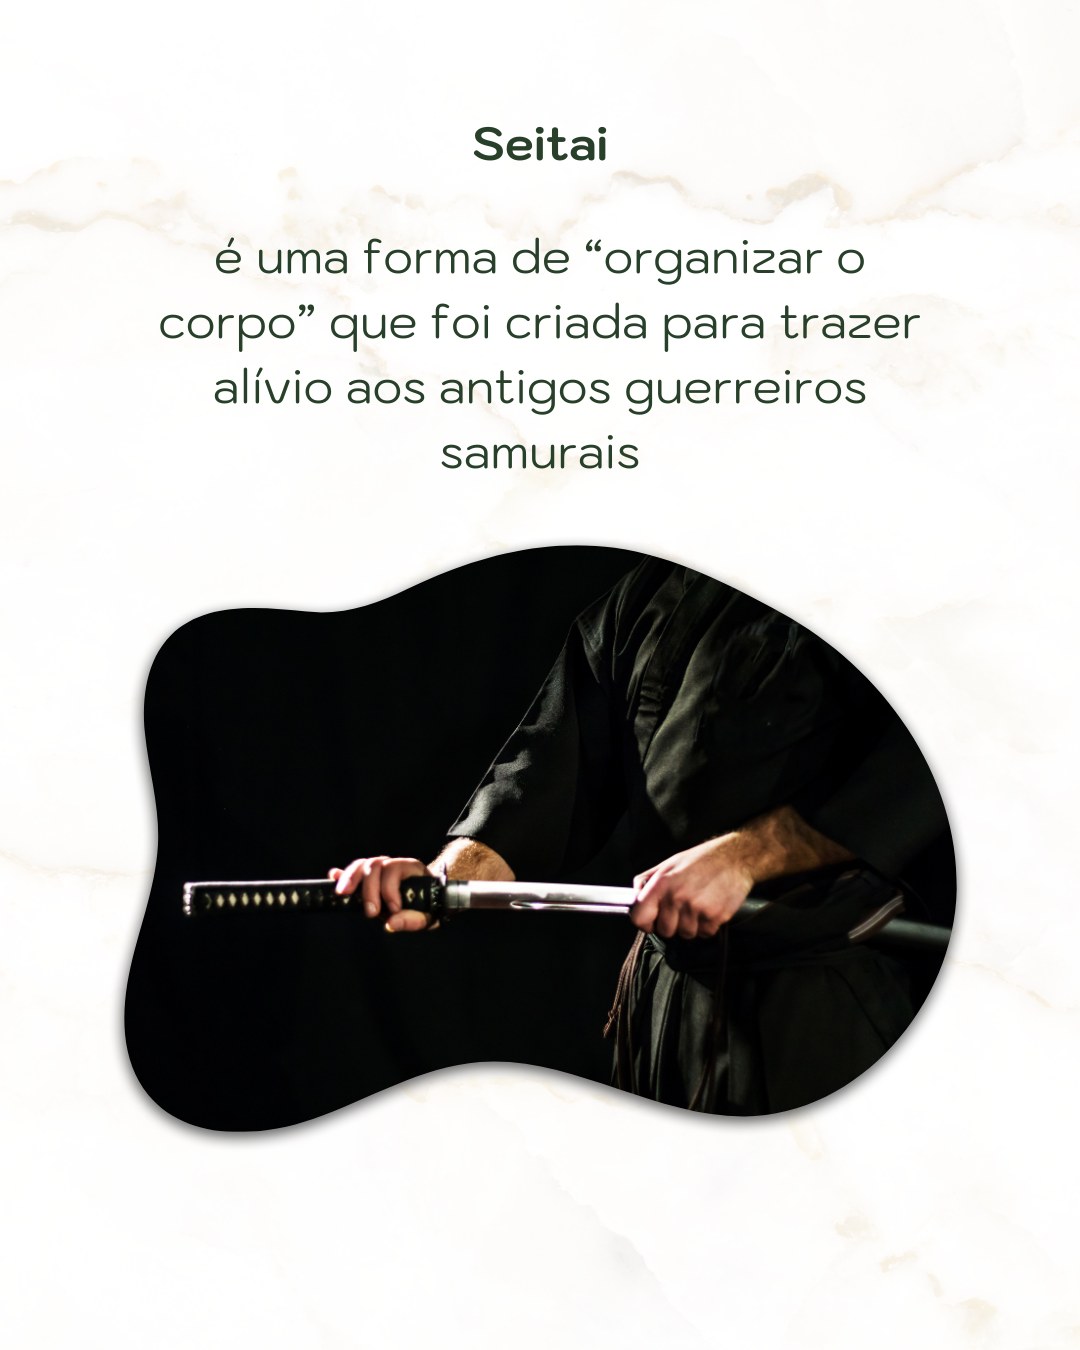 Seitai
é uma forma de “organizar o
corpo” que foi criada para trazer
alívio aos antigos guerreiros
samurais